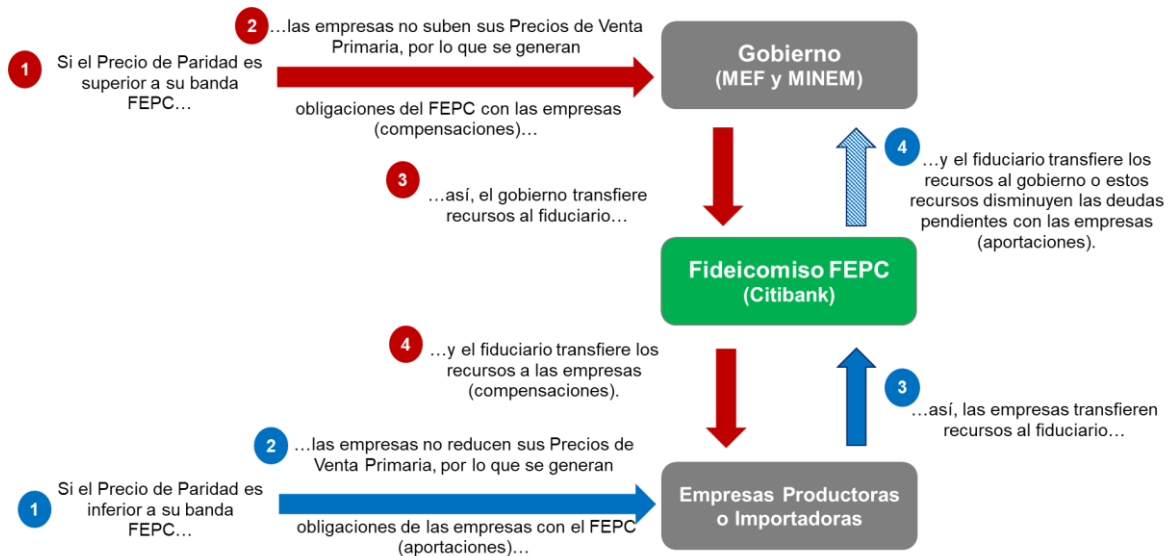 2
…las empresas no suben sus Precios de Venta
Primaria, por lo que se generan
1
Si el Precio de Paridad es
superior a su banda
FEPC…
obligaciones del FEPC con las empresas
(compensaciones)…
Gobierno
(MEF y MINEM)
3
…así, el gobierno transfiere
recursos al fiduciario…
4
…y el fiduciario transfiere los
recursos al gobierno o estos
recursos disminuyen las deudas
pendientes con las empresas
(aportaciones).
Fideicomiso FEPC
(Citibank)
4
…y el fiduciario transfiere los
recursos a las empresas
(compensaciones).
3
…así, las empresas transfieren
recursos al fiduciario…
2
…las empresas no reducen sus Precios de
Venta Primaria, por lo que se generan
1
Si el Precio de Paridad es
inferior a su banda
FEPC…
obligaciones de las empresas con el FEPC
(aportaciones)…
Empresas Productoras
o Importadoras